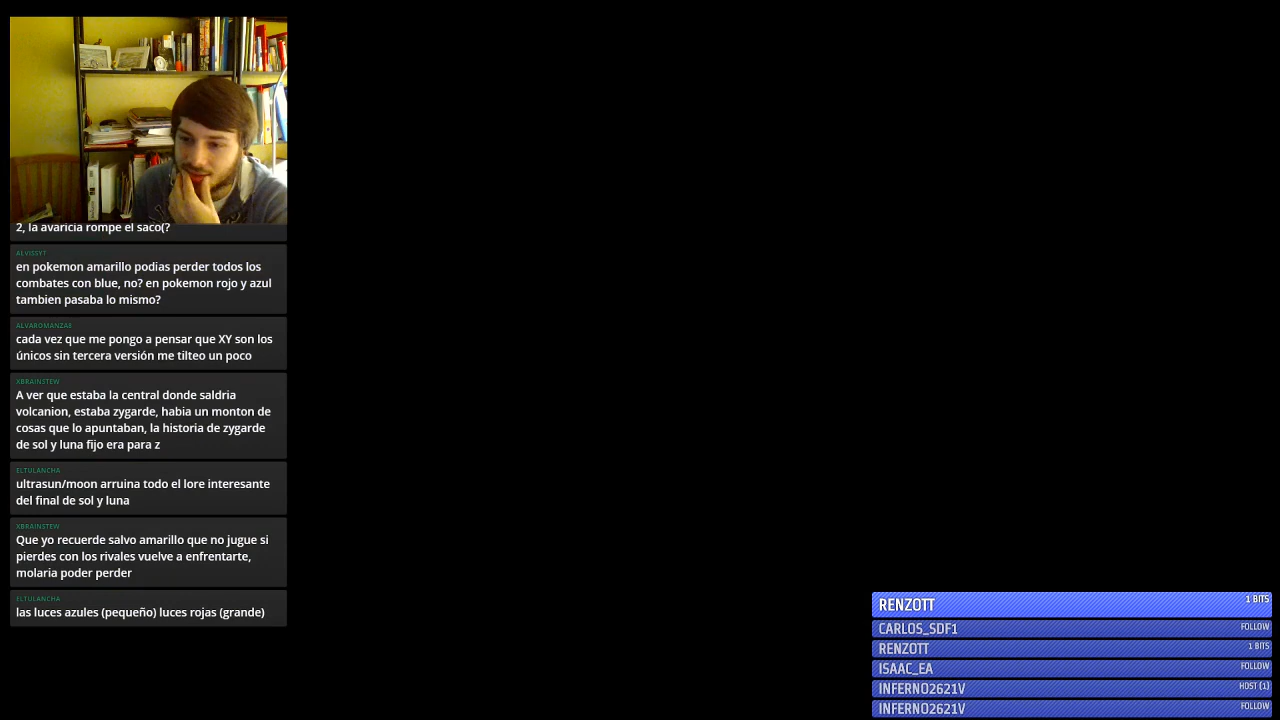 2, la avaricia rompe el saco(?
ALVISSYT
en pokemon amarillo podias perder todos los
combates con blue, no? en pokemon rojo y azul
tambien pasaba lo mismo?
ALVAROMANZA8
cada vez que me pongo a pensar que XY son los
únicos sin tercera versión me tilteo un poco
XBRAINSTEW
A ver que estaba la central donde saldria
volcanion, estaba zygarde, habia un monton de
cosas que lo apuntaban, la historia de zygarde
de sol y luna fijo era para z
ELTULANCHA
ultrasun/moon arruina todo el lore interesante
del final de sol y luna
XBRAINSTEW
Que yo recuerde salvo amarillo que no jugue si
pierdes con los rivales vuelve a enfrentarte,
molaria poder perder
ELTULANCHA
las luces azules (pequeño) luces rojas (grande)
RENZOTT 1 BITS
CARLOS_SDF1 FOLLOW
RENZOTT 1 BITS
ISAAC_EA FOLLOW
INFERNO2621V HOST (1)
INFERNO2621V FOLLOW